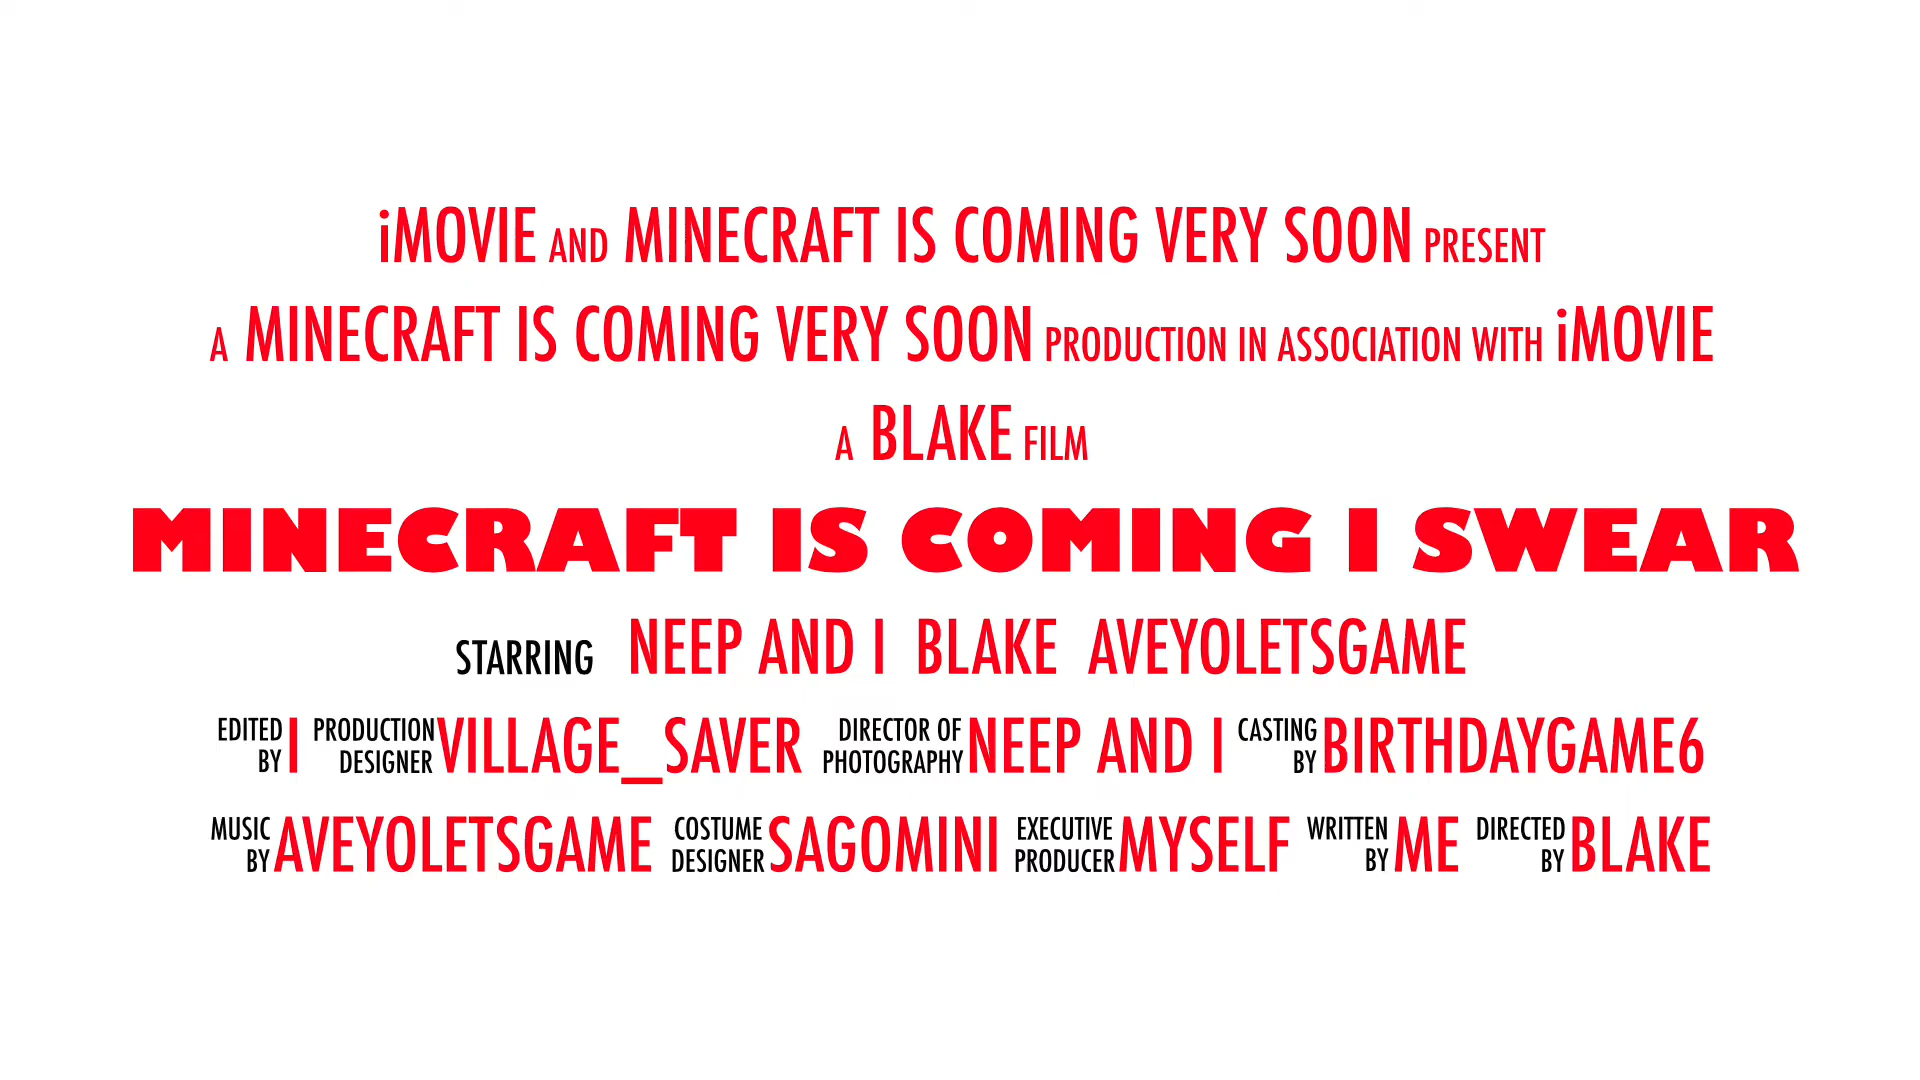 iMOVIE AND MINECRAFT IS COMING VERY SOON PRESENT
A MINECRAFT IS COMING VERY SOON PRODUCTION IN ASSOCIATION WITH iMOVIE
A BLAKE FILM
MINECRAFT IS COMING I SWEAR
STARRING NEEP AND I BLAKE AVEYOLETSGAME
EDITED BY I PRODUCTION DESIGNER VILLAGE_SAVER DIRECTOR OF PHOTOGRAPHY NEEP AND I CASTING BY BIRTHDAYGAME6
MUSIC BY AVEYOLETSGAME COSTUME DESIGNER SAGOMINI EXECUTIVE PRODUCER MYSELF WRITTEN BY ME DIRECTED BY BLAKE